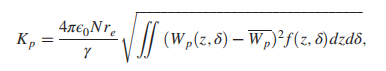 K_p = \frac{4\pi\epsilon_0 N r_e}{\gamma} \sqrt{\iint (W_p(z, \delta) - \overline{W_p})^2 f(z, \delta) dz d\delta},